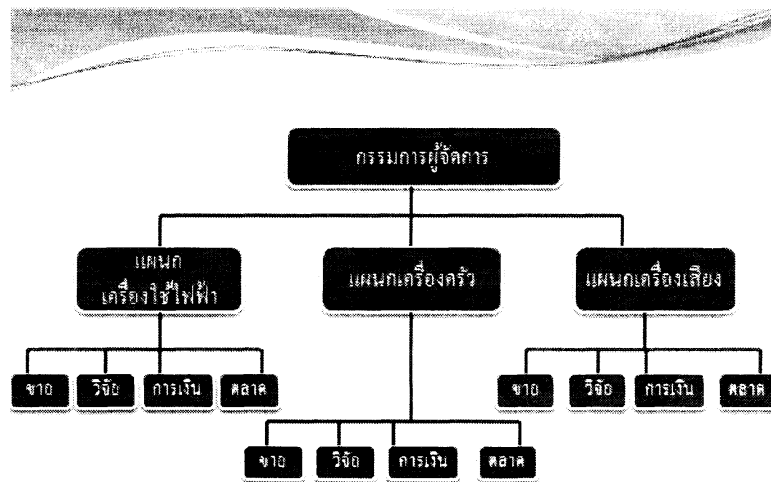 กรรมการผู้จัดการ
แผนก
เครื่องใช้ไฟฟ้า
แผนกเครื่องครัว
แผนกเครื่องเสียง
ขาย
วิจัย
การเงิน
ตลาด
ขาย
วิจัย
การเงิน
ตลาด
ขาย
วิจัย
การเงิน
ตลาด